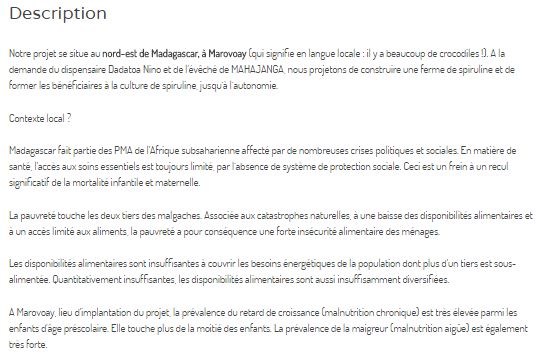 Description
Notre projet se situe au nord-est de Madagascar, à Marovoay (qui signifie en langue locale : il y a beaucoup de crocodiles !). A la
demande du dispensaire Dadatoa Nino et de l'évêché de MAHAJANGA, nous projetons de construire une ferme de spiruline et de
former les bénéficiaires à la culture de spiruline, jusqu'à l'autonomie.
Contexte local ?
Madagascar fait partie des PMA de l'Afrique subsaharienne affecté par de nombreuses crises politiques et sociales. En matière de
santé, l'accès aux soins essentiels est toujours limité, par l'absence de système de protection sociale. Ceci est un frein à un recul
significatif de la mortalité infantile et maternelle.
La pauvreté touche les deux tiers des malgaches. Associée aux catastrophes naturelles, à une baisse des disponibilités alimentaires et
à un accès limité aux aliments, la pauvreté a pour conséquence une forte insécurité alimentaire des ménages.
Les disponibilités alimentaires sont insuffisantes à couvrir les besoins énergétiques de la population dont plus d'un tiers est sous-
alimentée. Quantitativement insuffisantes, les disponibilités alimentaires sont aussi insuffisamment diversifiées.
A Marovoay, lieu d'implantation du projet, la prévalence du retard de croissance (malnutrition chronique) est très élevée parmi les
enfants d'âge préscolaire. Elle touche plus de la moitié des enfants. La prévalence de la maigreur (malnutrition aigüe) est également
très forte.